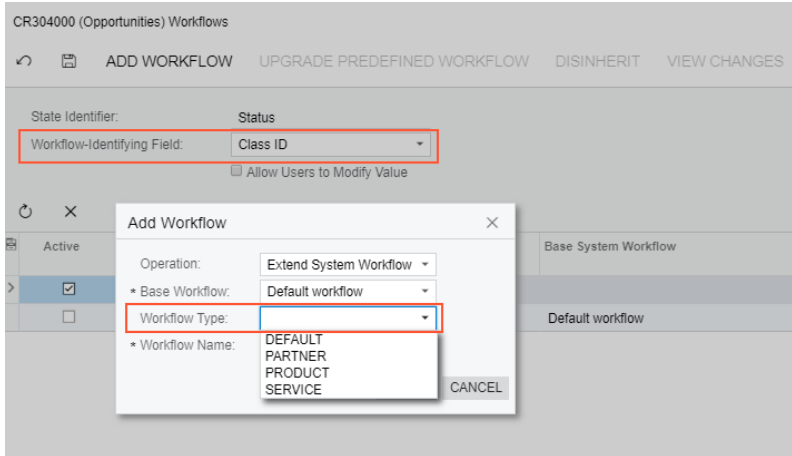 CR304000 (Opportunities) Workflows
ADD WORKFLOW UPGRADE PREDEFINED WORKFLOW DISINHERIT VIEW CHANGES
State Identifier: Status
Workflow-Identifying Field: Class ID
Allow Users to Modify Value
Add Workflow
Active Base System Workflow
Operation: Extend System Workflow
* Base Workflow: Default workflow
Workflow Type:
Default workflow
* Workflow Name:
DEFAULT
PARTNER
PRODUCT
SERVICE
CANCEL